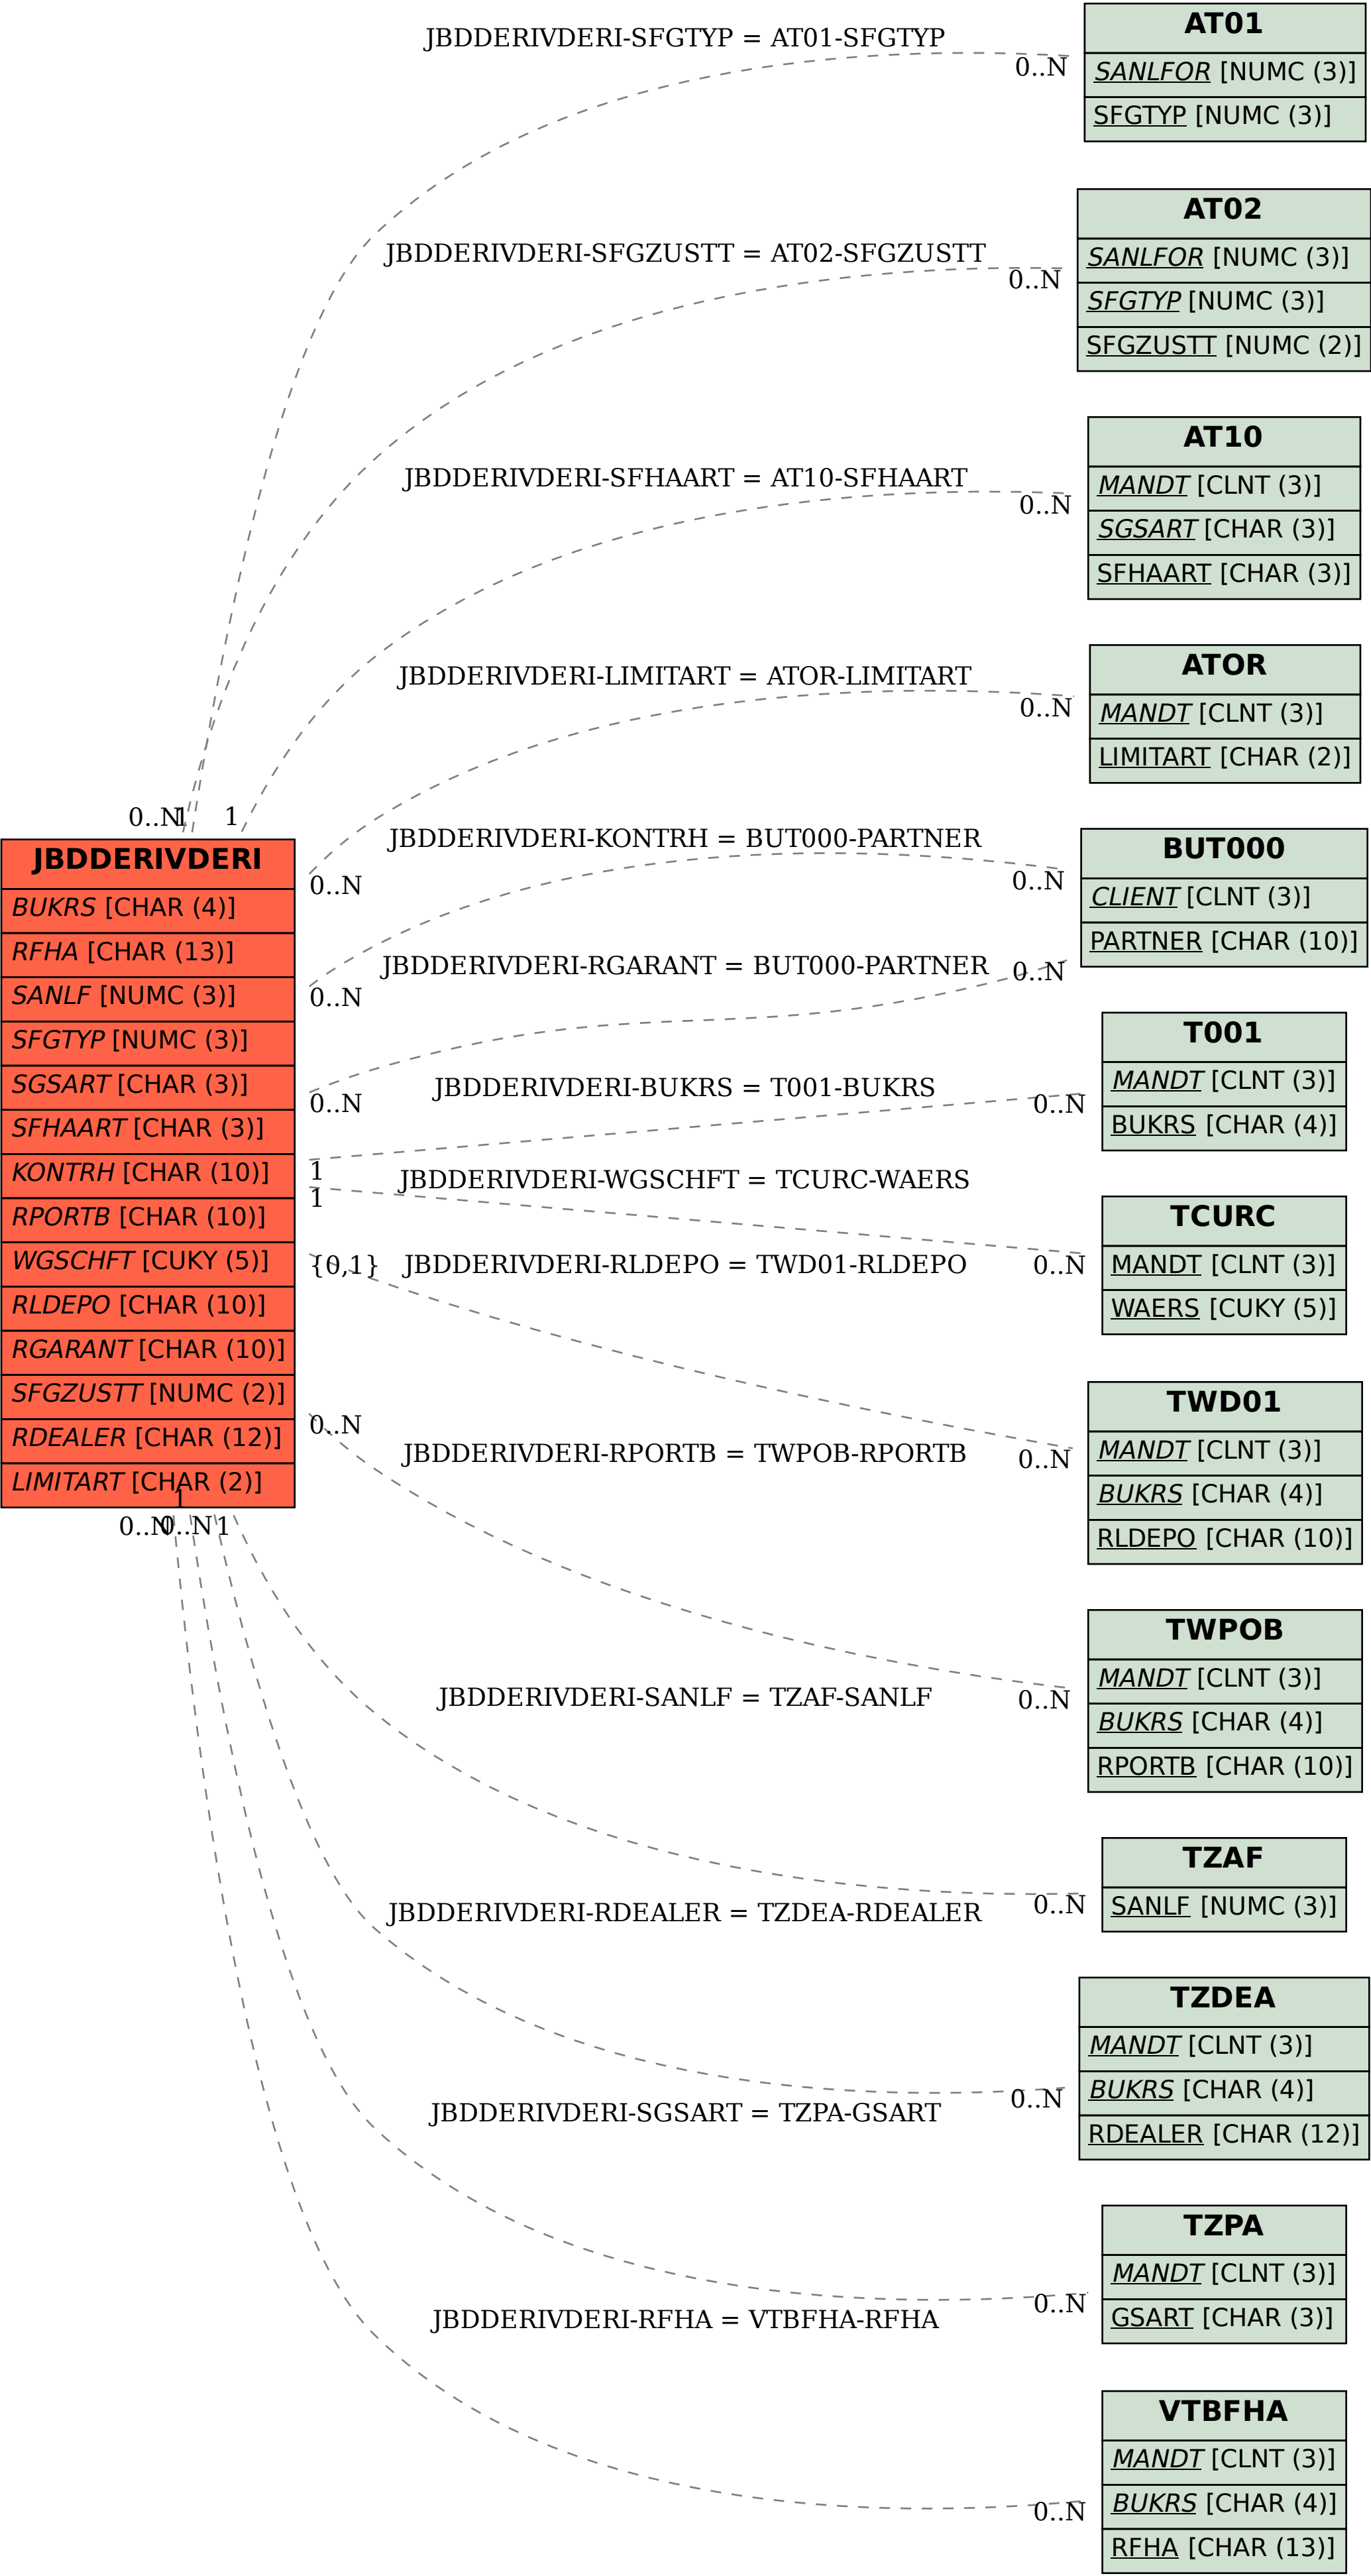 JBDDERIVDERI-SFGTYP = AT01-SFGTYP
0..N
AT01
SANLFOR [NUMC (3)]
SFGTYP [NUMC (3)]
JBDDERIVDERI-SFGZUSTT = AT02-SFGZUSTT
0..N
AT02
SANLFOR [NUMC (3)]
SFGTYP [NUMC (3)]
SFGZUSTT [NUMC (2)]
JBDDERIVDERI-SFHAART = AT10-SFHAART
0..N
AT10
MANDT [CLNT (3)]
SGSART [CHAR (3)]
SFHAART [CHAR (3)]
JBDDERIVDERI-LIMITART = ATOR-LIMITART
0..N
ATOR
MANDT [CLNT (3)]
LIMITART [CHAR (2)]
0..N
1
1
JBDDERIVDERI
BUKRS [CHAR (4)]
RFHA [CHAR (13)]
SANLF [NUMC (3)]
SFGTYP [NUMC (3)]
SGSART [CHAR (3)]
SFHAART [CHAR (3)]
KONTRH [CHAR (10)]
RPORTB [CHAR (10)]
WGSCHFT [CUKY (5)]
RLDEPO [CHAR (10)]
RGARANT [CHAR (10)]
SFGZUSTT [NUMC (2)]
RDEALER [CHAR (12)]
LIMITART [CHAR (2)]
1
0..N
0..N
1
0..N
JBDDERIVDERI-KONTRH = BUT000-PARTNER
0..N
0..N
BUT000
CLIENT [CLNT (3)]
PARTNER [CHAR (10)]
JBDDERIVDERI-RGARANT = BUT000-PARTNER
0..N
0..N
JBDDERIVDERI-BUKRS = T001-BUKRS
0..N
1
T001
MANDT [CLNT (3)]
BUKRS [CHAR (4)]
JBDDERIVDERI-WGSCHFT = TCURC-WAERS
1
0..N
TCURC
MANDT [CLNT (3)]
WAERS [CUKY (5)]
{0,1}
JBDDERIVDERI-RLDEPO = TWD01-RLDEPO
0..N
TWD01
MANDT [CLNT (3)]
BUKRS [CHAR (4)]
RLDEPO [CHAR (10)]
0..N
JBDDERIVDERI-RPORTB = TWPOB-RPORTB
0..N
TWPOB
MANDT [CLNT (3)]
BUKRS [CHAR (4)]
RPORTB [CHAR (10)]
JBDDERIVDERI-SANLF = TZAF-SANLF
0..N
TZAF
SANLF [NUMC (3)]
JBDDERIVDERI-RDEALER = TZDEA-RDEALER
0..N
TZDEA
MANDT [CLNT (3)]
BUKRS [CHAR (4)]
RDEALER [CHAR (12)]
JBDDERIVDERI-SGSART = TZPA-GSART
0..N
TZPA
MANDT [CLNT (3)]
GSART [CHAR (3)]
JBDDERIVDERI-RFHA = VTBFHA-RFHA
0..N
VTBFHA
MANDT [CLNT (3)]
BUKRS [CHAR (4)]
RFHA [CHAR (13)]